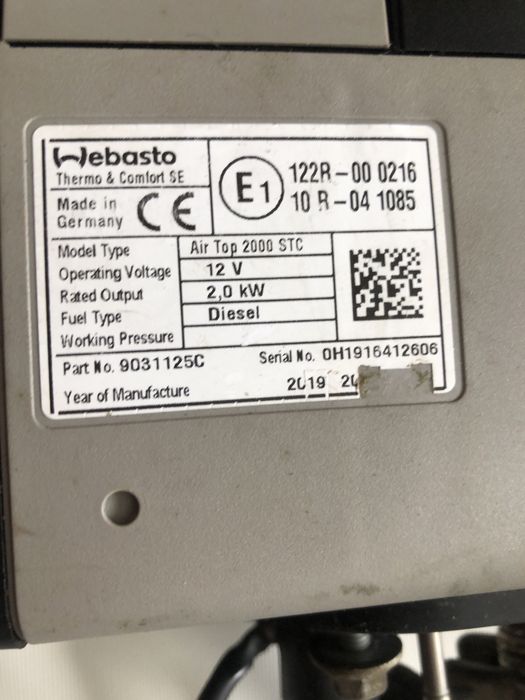 Webasto
Thermo & Comfort SE
Made in
Germany
CE
E1
122R-00 0216
10 R-04 1085
Model Type Air Top 2000 STC
Operating Voltage 12 V
Rated Output 2,0 kW
Fuel Type Diesel
Working Pressure
Part No. 9031125C Serial No. 0H1916412606
Year of Manufacture 2019